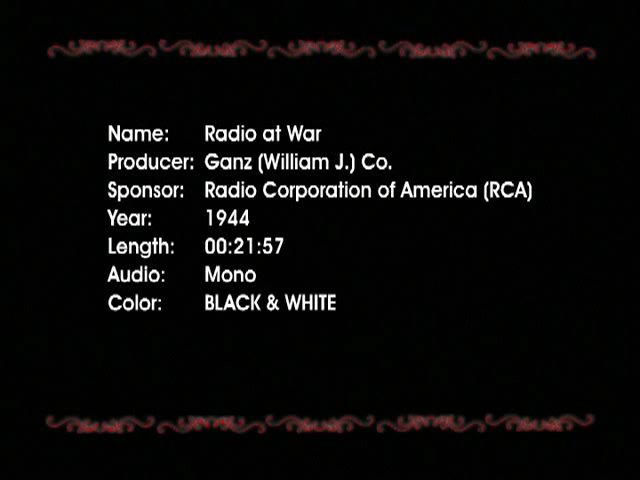 Name: Radio at War
Producer: Ganz (William J.) Co.
Sponsor: Radio Corporation of America (RCA)
Year: 1944
Length: 00:21:57
Audio: Mono
Color: BLACK & WHITE